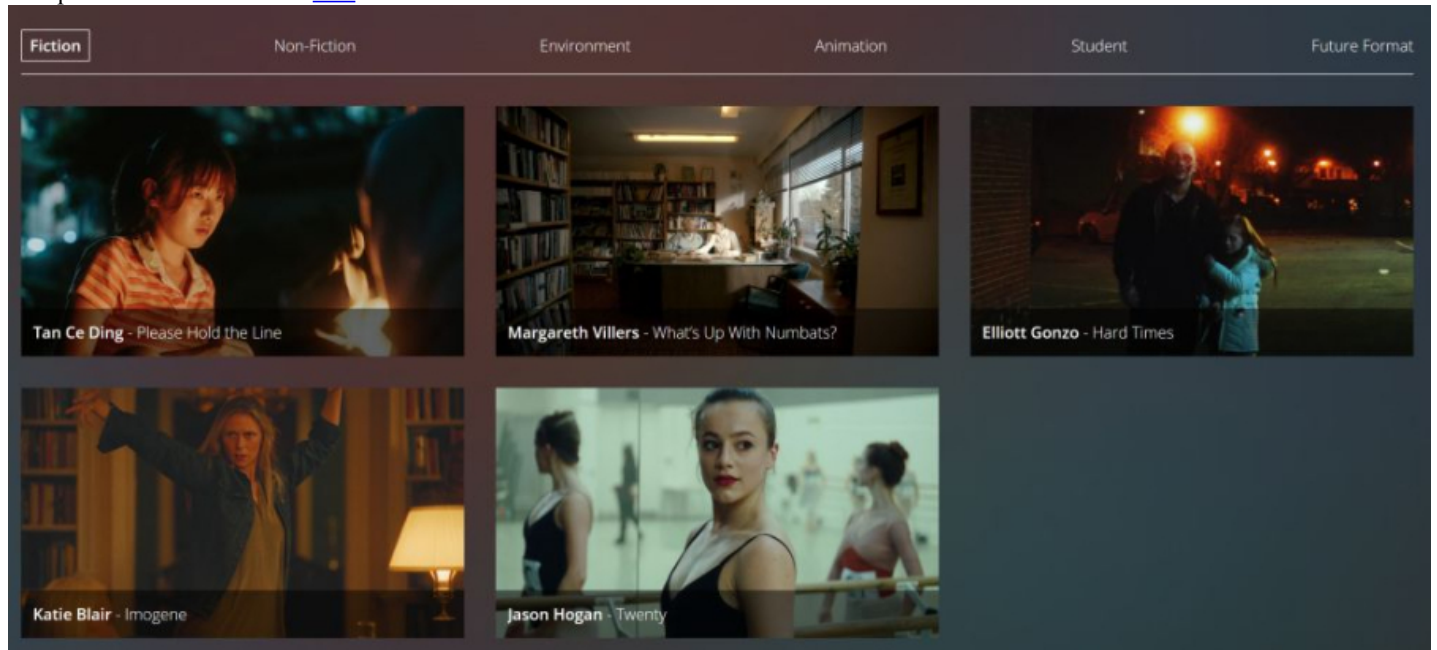 Fiction
Non-Fiction
Environment
Animation
Student
Future Format
Tan Ce Ding - Please Hold the Line
Margareth Villers - What's Up With Numbats?
Elliott Gonzo - Hard Times
Katie Blair - Imogene
Jason Hogan - Twenty